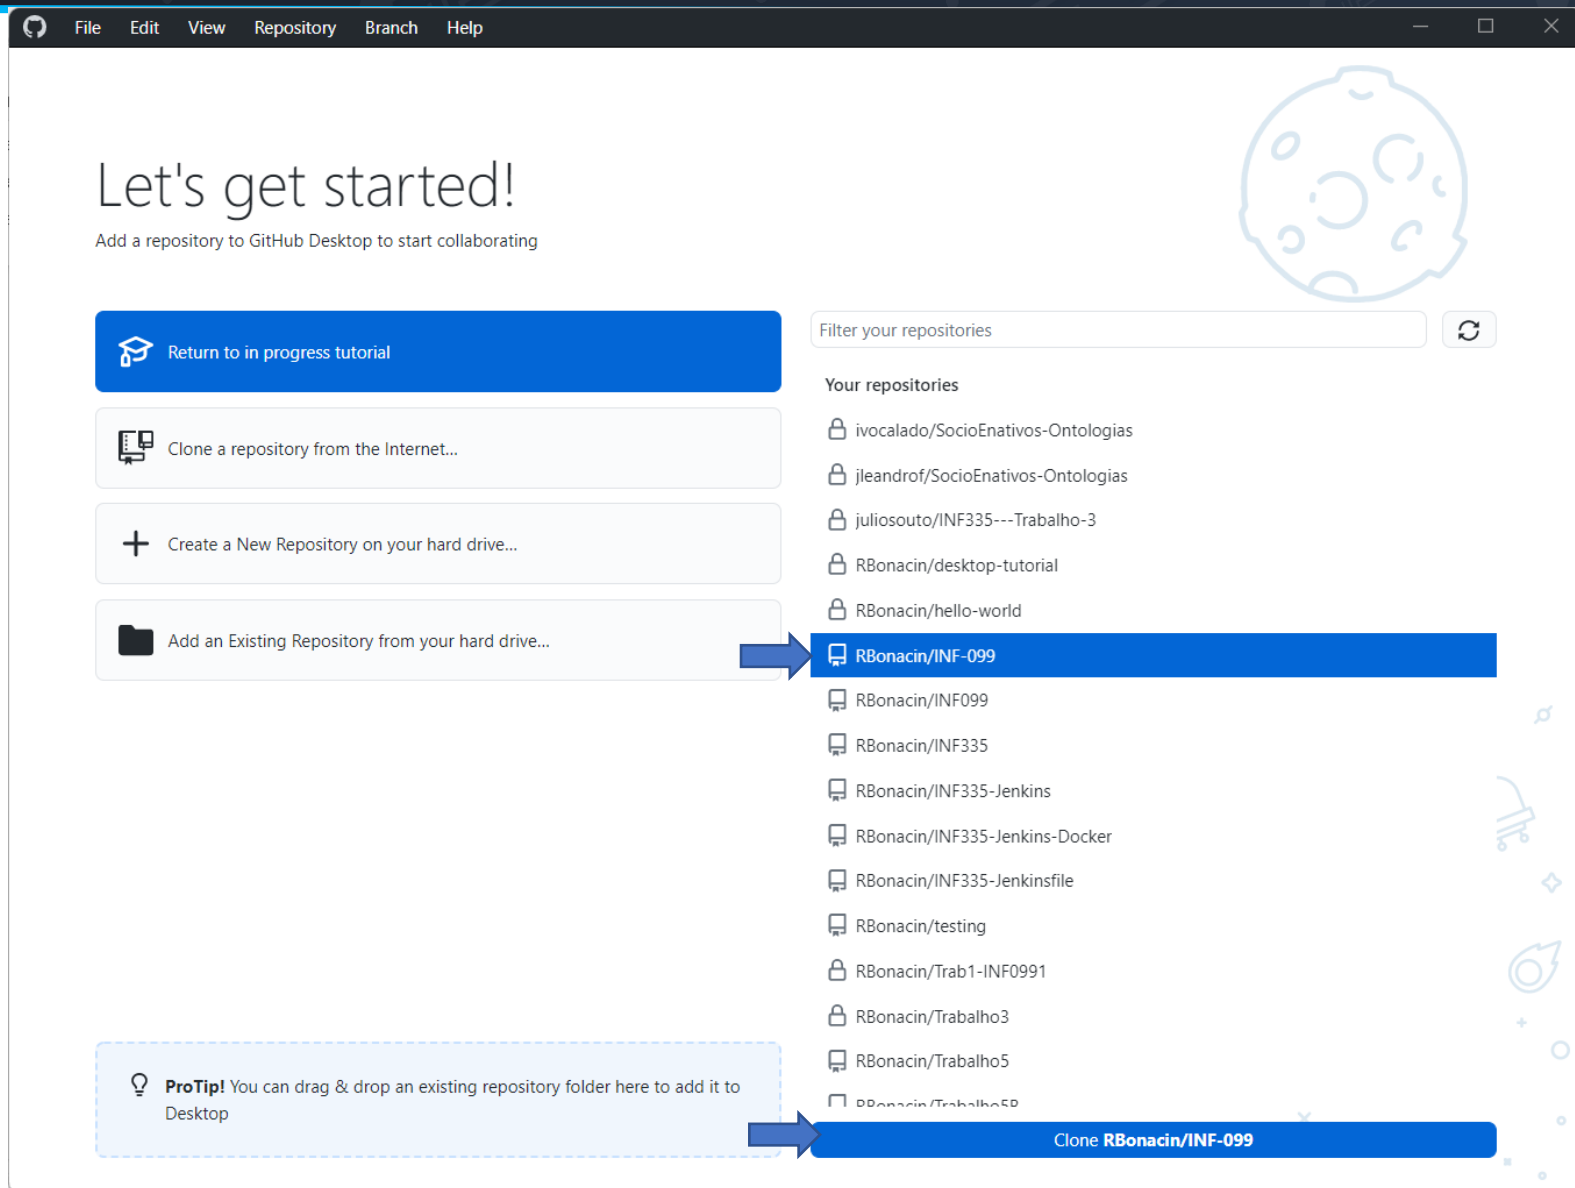 File Edit View Repository Branch Help
Let's get started!
Add a repository to GitHub Desktop to start collaborating
Return to in progress tutorial
Clone a repository from the Internet...
Create a New Repository on your hard drive...
Add an Existing Repository from your hard drive...
ProTip! You can drag & drop an existing repository folder here to add it to
Desktop
Filter your repositories
Your repositories
ivocalado/SocioEnativos-Ontologias
jleandrof/SocioEnativos-Ontologias
juliosouto/INF335---Trabalho-3
RBonacin/desktop-tutorial
RBonacin/hello-world
RBonacin/INF-099
RBonacin/INF099
RBonacin/INF335
RBonacin/INF335-Jenkins
RBonacin/INF335-Jenkins-Docker
RBonacin/INF335-Jenkinsfile
RBonacin/testing
RBonacin/Trab1-INF0991
RBonacin/Trabalho3
RBonacin/Trabalho5
RBonacin/Trabalho5B
Clone RBonacin/INF-099